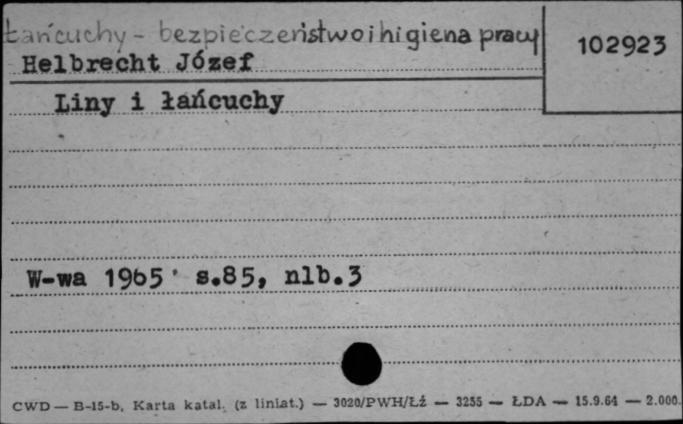 Łańcuchy - bezpieczeństwo i higiena pracy
102923
Helbrecht Józef
Liny i łańcuchy
W-wa 1965 s.85, nlb.3
CWD — B-15-b, Karta katal. (z liniat.) — 3020/PWH/Łż — 3255 — ŁDA — 15.9.64 — 2.000.